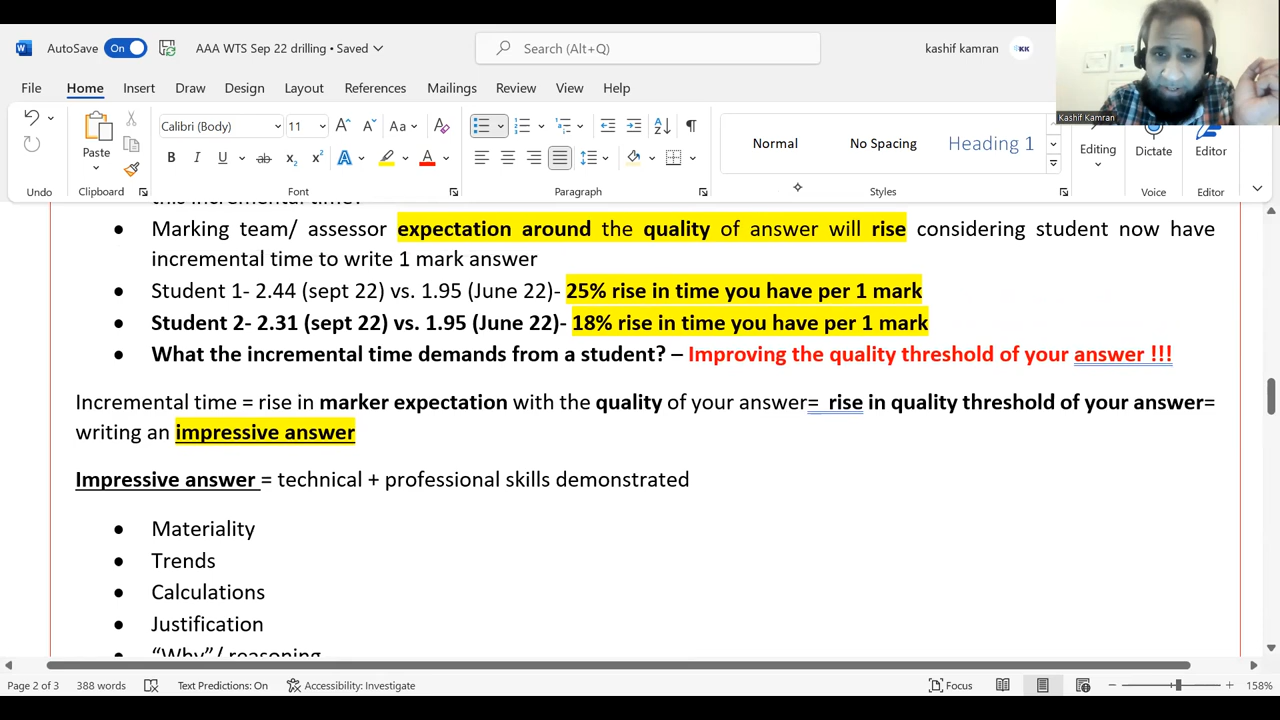 AutoSave On AAA WTS Sep 22 drilling • Saved Search (Alt+Q) kashif kamran KK
Kashif Kamran
File Home Insert Draw Design Layout References Mailings Review View Help
Paste Calibri (Body) 11 Aa Normal No Spacing Heading 1 Editing Dictate Editor
Undo Clipboard Font Paragraph Styles Voice Editor
this incremental time?
• Marking team/ assessor expectation around the quality of answer will rise considering student now have
incremental time to write 1 mark answer
• Student 1- 2.44 (sept 22) vs. 1.95 (June 22)- 25% rise in time you have per 1 mark
• Student 2- 2.31 (sept 22) vs. 1.95 (June 22)- 18% rise in time you have per 1 mark
• What the incremental time demands from a student? – Improving the quality threshold of your answer !!!
Incremental time = rise in marker expectation with the quality of your answer= rise in quality threshold of your answer=
writing an impressive answer
Impressive answer = technical + professional skills demonstrated
• Materiality
• Trends
• Calculations
• Justification
• “Why”/ reasoning
Page 2 of 3 388 words Text Predictions: On Accessibility: Investigate Focus 158%